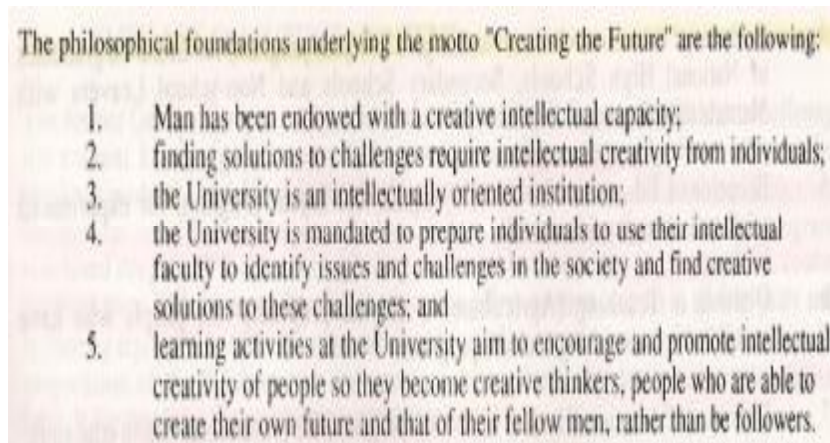 The philosophical foundations underlying the motto "Creating the Future" are the following:
1. Man has been endowed with a creative intellectual capacity;
2. finding solutions to challenges require intellectual creativity from individuals;
3. the University is an intellectually oriented institution;
4. the University is mandated to prepare individuals to use their intellectual
faculty to identify issues and challenges in the society and find creative
solutions to these challenges; and
5. learning activities at the University aim to encourage and promote intellectual
creativity of people so they become creative thinkers, people who are able to
create their own future and that of their fellow men, rather than be followers.